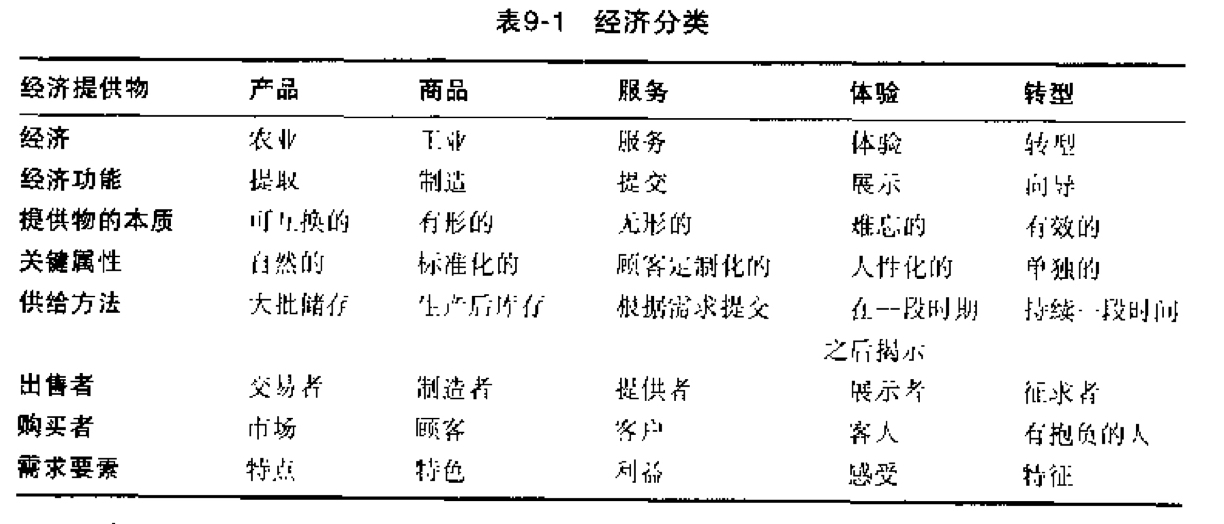 表9-1 经济分类
经济提供物 产品 商品 服务 体验 转型
经济 农业 工业 服务 体验 转型
经济功能 提取 制造 提交 展示 向导
提供物的本质 可互换的 有形的 无形的 难忘的 有效的
关键属性 自然的 标准化的 顾客定制化的 人性化的 单独的
供给方法 大批储存 生产后库存 根据需求提交 在一段时期 持续一段时间
之后揭示
出售者 交易者 制造者 提供者 展示者 征求者
购买者 市场 顾客 客户 客人 有抱负的人
需求要素 特点 特色 利益 感受 特征